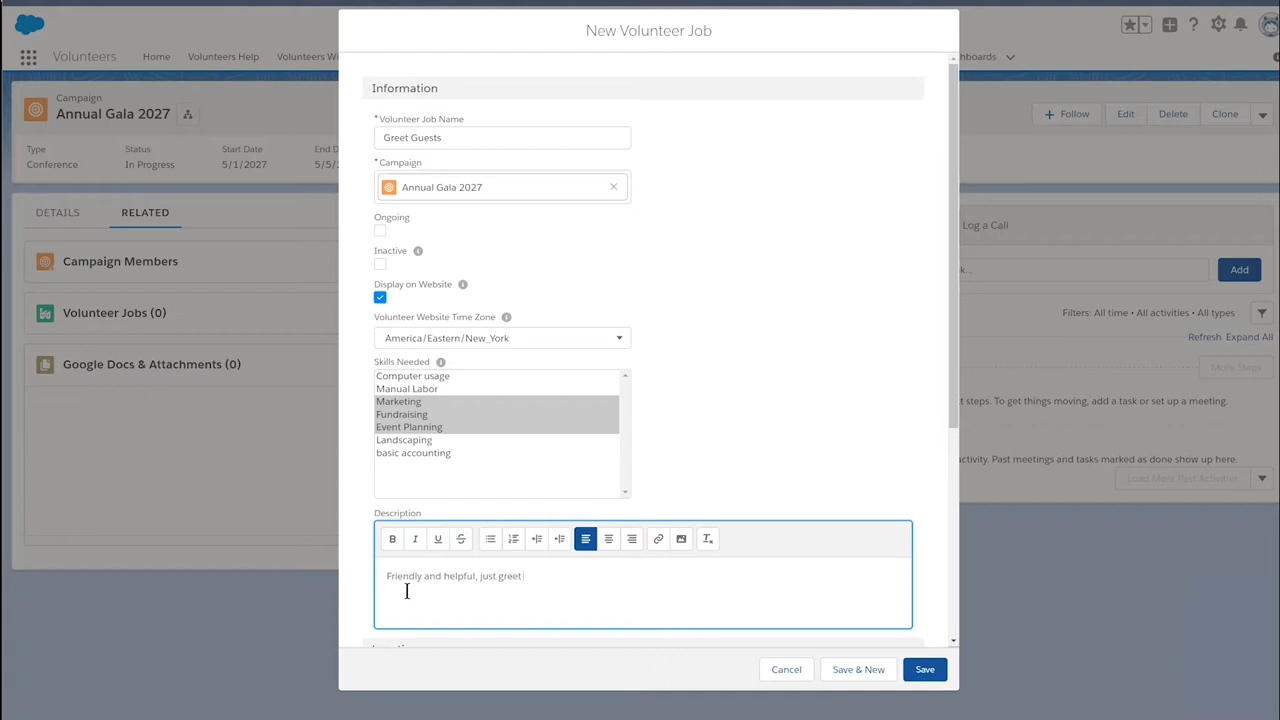 New Volunteer Job
Volunteers
Home
Volunteers Help
Volunteers Wi
hboards
Campaign
Annual Gala 2027
+ Follow
Edit
Delete
Clone
Type
Conference
Status
In Progress
Start Date
5/1/2027
End D
5/5/
DETAILS
RELATED
Campaign Members
Volunteer Jobs (0)
Google Docs & Attachments (0)
Information
*Volunteer Job Name
Greet Guests
*Campaign
Annual Gala 2027
Ongoing
Inactive
Display on Website
Volunteer Website Time Zone
America/Eastern/New_York
Skills Needed
Computer usage
Manual Labor
Marketing
Fundraising
Event Planning
Landscaping
basic accounting
Description
B I U S
Friendly and helpful, just greet
Cancel
Save & New
Save
Log a Call
k...
Add
Filters: All time • All activities • All types
Refresh Expand All
More Steps
t steps. To get things moving, add a task or set up a meeting.
activity. Past meetings and tasks marked as done show up here.
Load More Past Activities